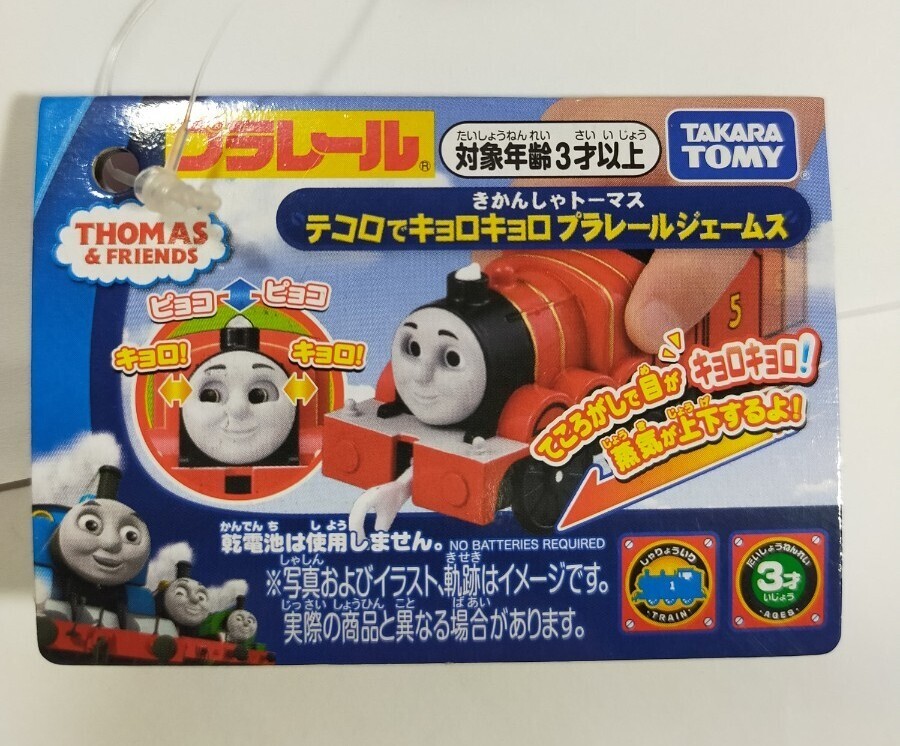 プラレール®
たいしょうねんれい さいいじょう
対象年齢3才以上
TAKARA
TOMY®
きかんしゃトーマス
テコロでキョロキョロ プラレールジェームス
THOMAS
& FRIENDS
ピョコ ピョコ
キョロ! キョロ!
5
め
てころがしで目が キョロキョロ!
じょうき じょうげ
蒸気が上下するよ!
かんでんち しよう
乾電池は使用しません。 NO BATTERIES REQUIRED
しゃしん きせき
※写真およびイラスト、軌跡はイメージです。
じっさい しょうひん こと ばあい
実際の商品と異なる場合があります。
しゃりょういり
1
TRAIN
たいしょうねんれい
3才
いじょう
AGES